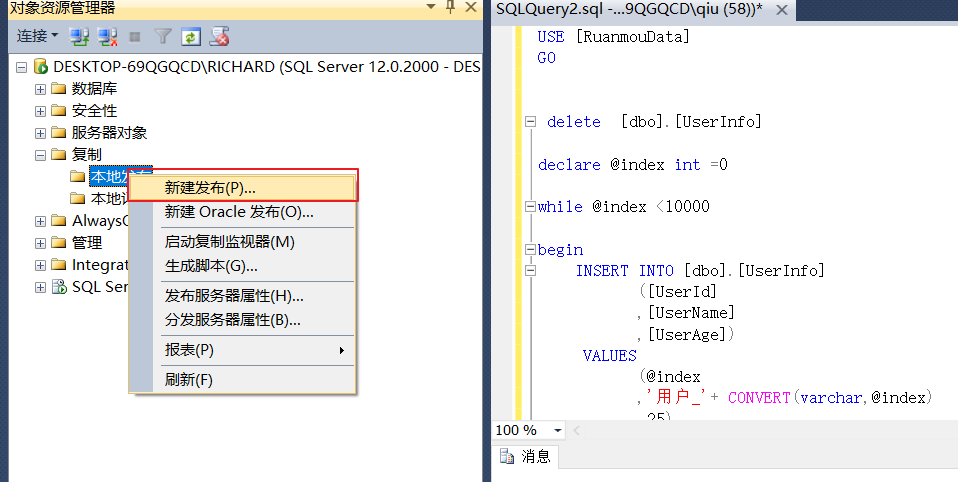 对象资源管理器
连接
DESKTOP-69QGQCD\RICHARD (SQL Server 12.0.2000 - DES
数据库
安全性
服务器对象
复制
本地发
本地
AlwaysO
管理
Integrat
SQL Ser
新建发布(P)...
新建 Oracle 发布(O)...
启动复制监视器(M)
生成脚本(G)...
发布服务器属性(H)...
分发服务器属性(B)...
报表(P)
刷新(F)
SQLQuery2.sql -...9QGQCD\qiu (58))*
USE [RuanmouData]
GO
delete [dbo].[UserInfo]
declare @index int =0
while @index <10000
begin
INSERT INTO [dbo].[UserInfo]
([UserId]
,[UserName]
,[UserAge])
VALUES
(@index
,'用户_'+ CONVERT(varchar,@index)
,25)
100 %
消息